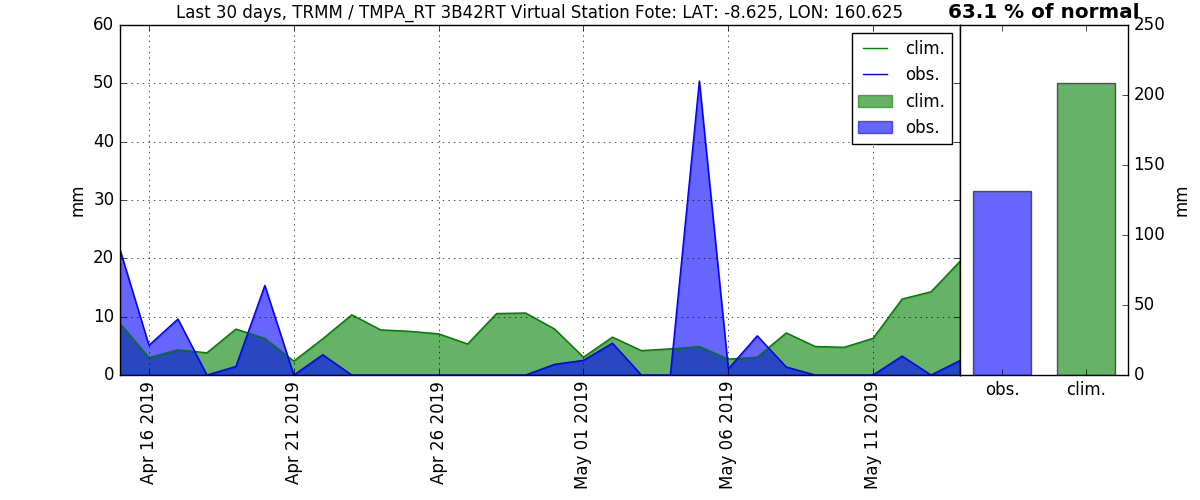 Last 30 days, TRMM / TMPA_RT 3B42RT Virtual Station Fote: LAT: -8.625, LON: 160.625
63.1 % of normal
60
50
40
30
20
10
0
mm
clim.
obs.
clim.
obs.
Apr 16 2019
Apr 21 2019
Apr 26 2019
May 01 2019
May 06 2019
May 11 2019
250
200
150
100
50
0
mm
obs.
clim.